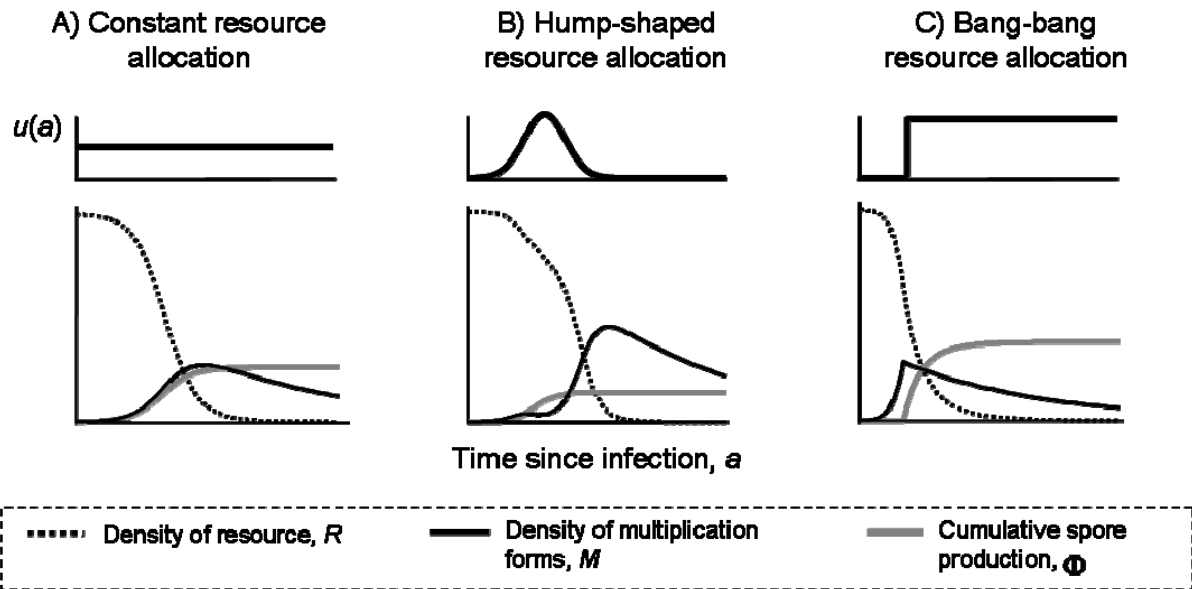 A) Constant resource
allocation
B) Hump-shaped
resource allocation
C) Bang-bang
resource allocation
u(a)
Time since infection, a
Density of resource, R
Density of multiplication
forms, M
Cumulative spore
production, Φ